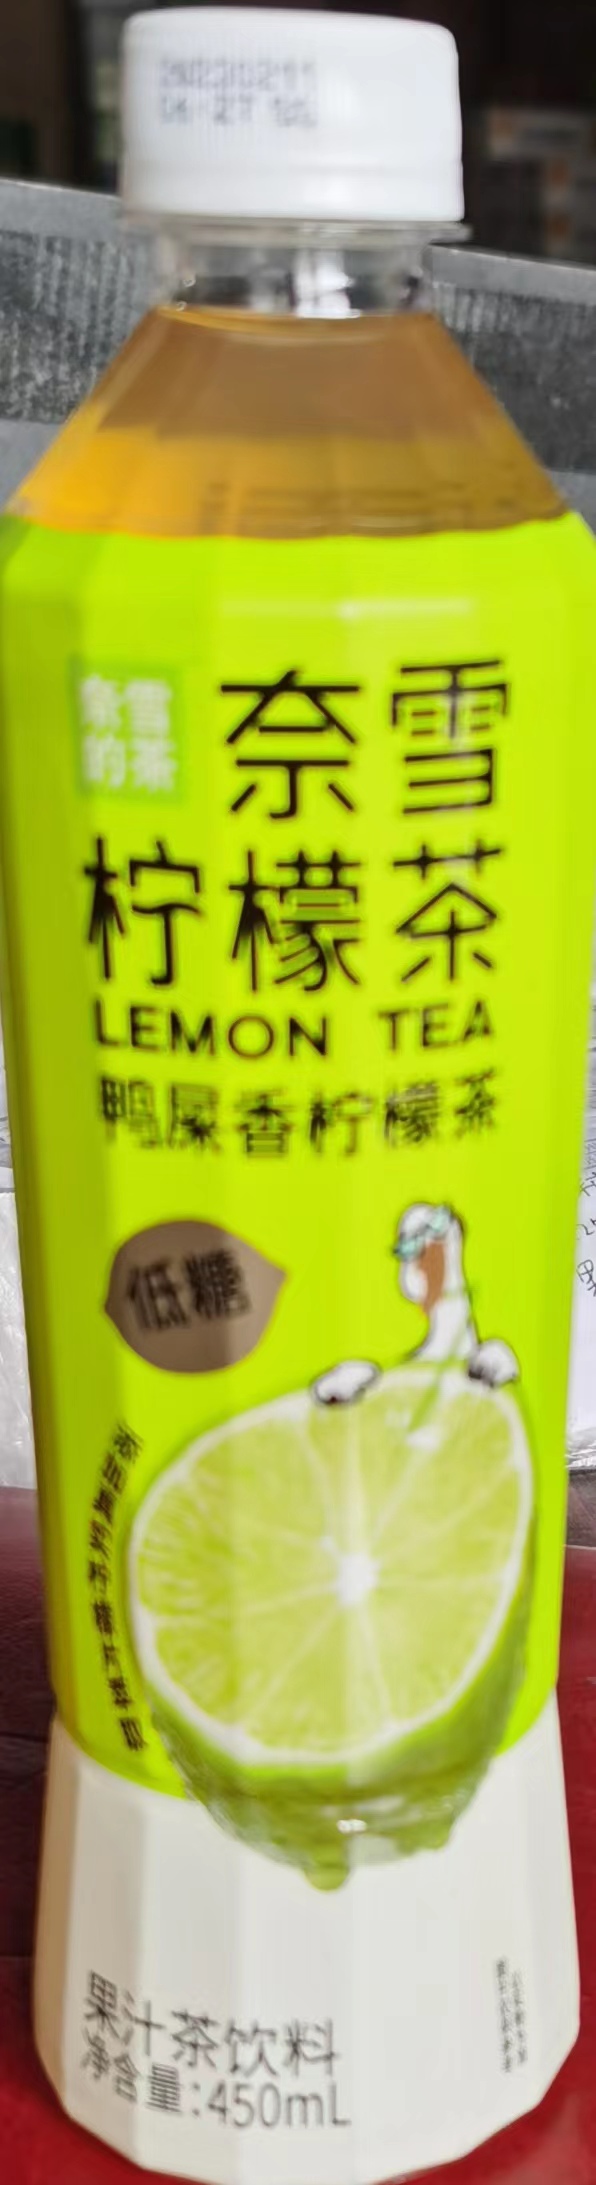 20230211
奈雪
的茶
奈雪
柠檬茶
LEMON TEA
鸭屎香柠檬茶
低糖
果汁茶饮料
净含量:450mL